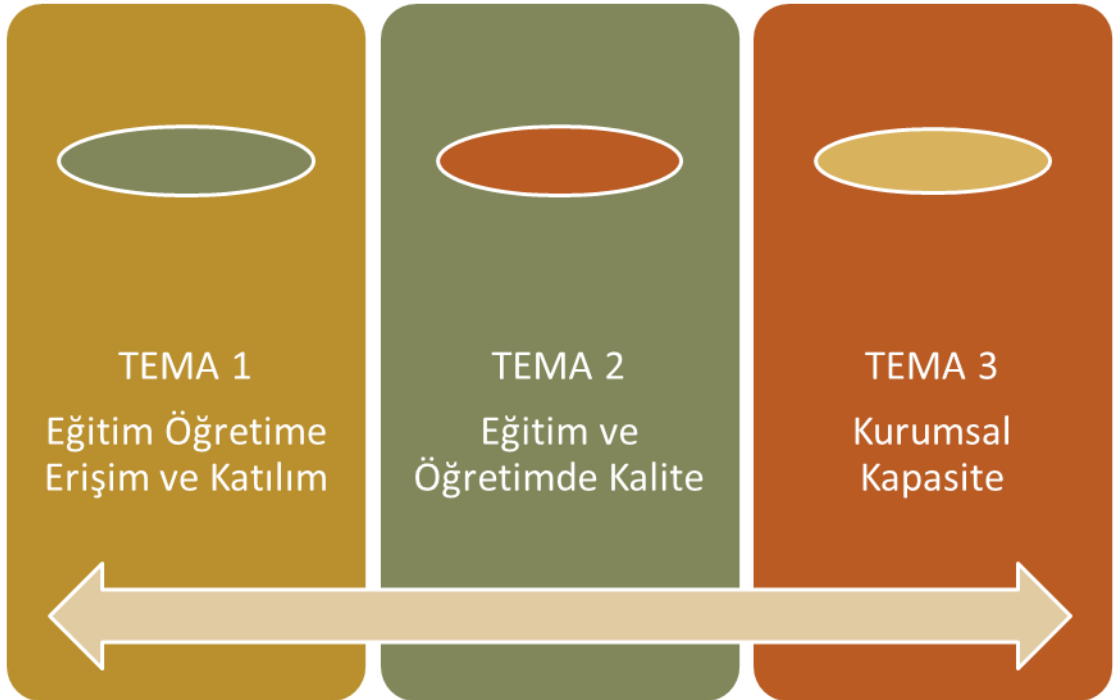 TEMA 1
Eğitim Öğretime
Erişim ve Katılım
TEMA 2
Eğitim ve
Öğretimde Kalite
TEMA 3
Kurumsal
Kapasite